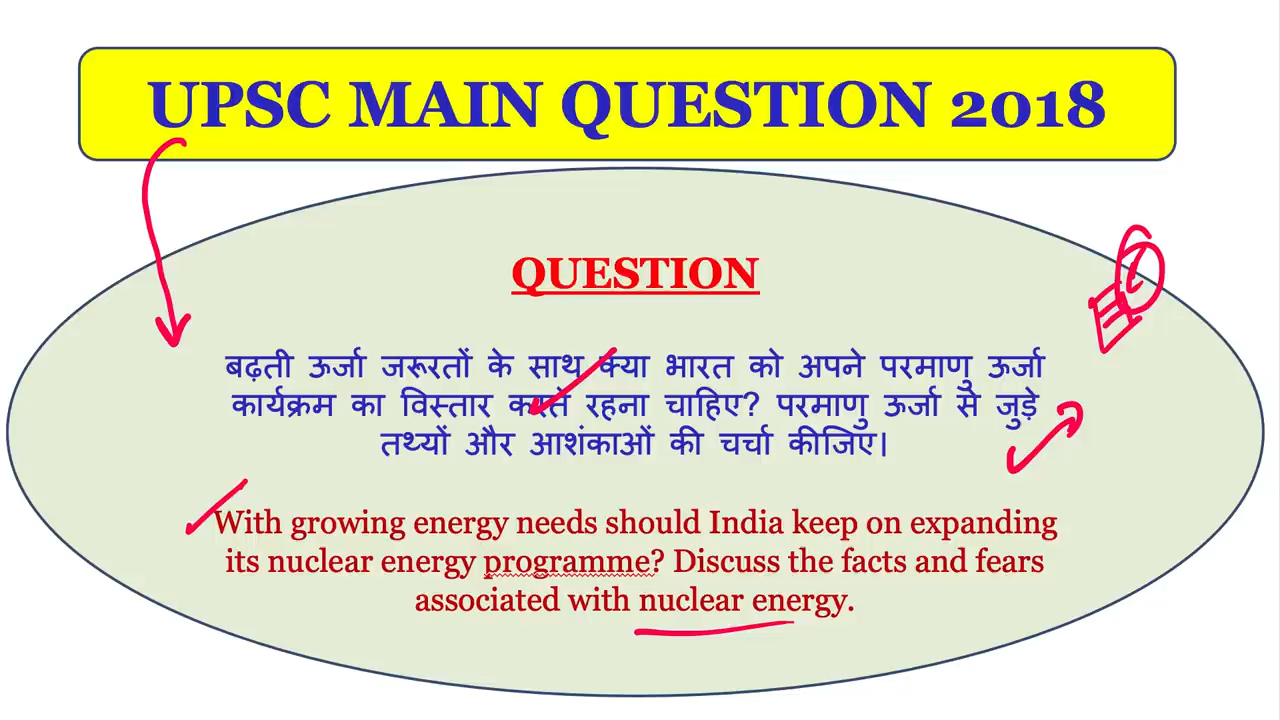 UPSC MAIN QUESTION 2018
QUESTION
बढ़ती ऊर्जा जरूरतों के साथ क्या भारत को अपने परमाणु ऊर्जा
कार्यक्रम का विस्तार करते रहना चाहिए? परमाणु ऊर्जा से जुड़े
तथ्यों और आशंकाओं की चर्चा कीजिए।
With growing energy needs should India keep on expanding
its nuclear energy programme? Discuss the facts and fears
associated with nuclear energy.